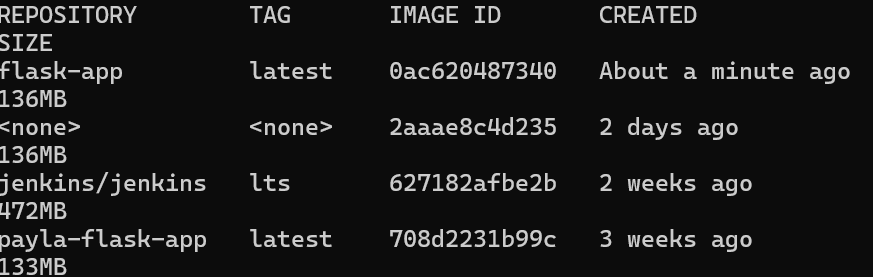 REPOSITORY TAG IMAGE ID CREATED
SIZE
flask-app latest 0ac620487340 About a minute ago
136MB
<none> <none> 2aaae8c4d235 2 days ago
136MB
jenkins/jenkins lts 627182afbe2b 2 weeks ago
472MB
payla-flask-app latest 708d2231b99c 3 weeks ago
133MB